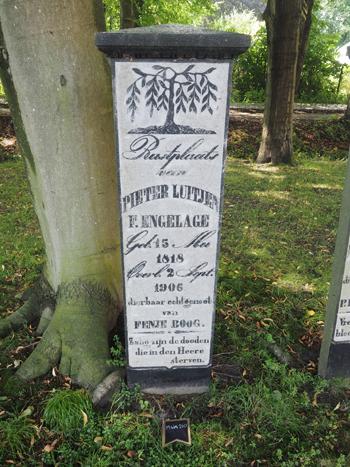 Rustplaats
van
PIETER LUITJEN
F. ENGELAGE
Geb. 15 Mei
1818
Overl. 2 Sept.
1906
dierbaar echtgenoot
van
FENJE BOOG.
Zalig zijn de dooden
die in den Heere
sterven.